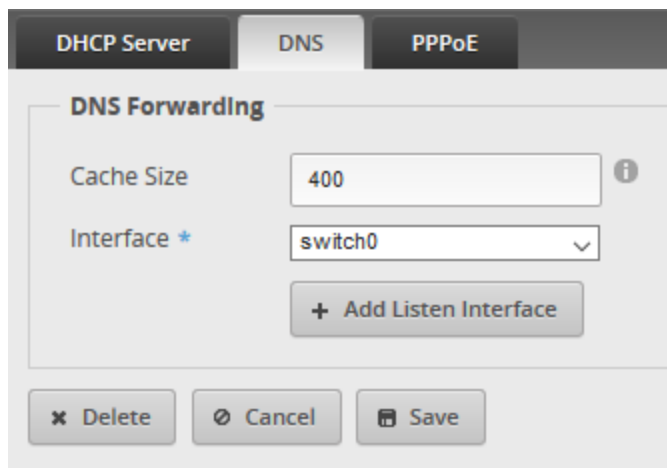 DHCP Server DNS PPPoE
DNS Forwarding
Cache Size 400
Interface * switch0
+ Add Listen Interface
Delete Cancel Save